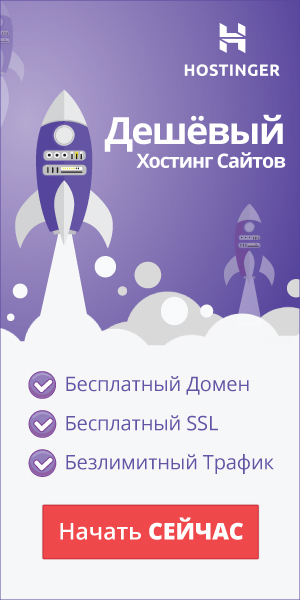 HOSTINGER
Дешёвый
Хостинг Сайтов
Бесплатный Домен
Бесплатный SSL
Безлимитный Трафик
Начать СЕЙЧАС